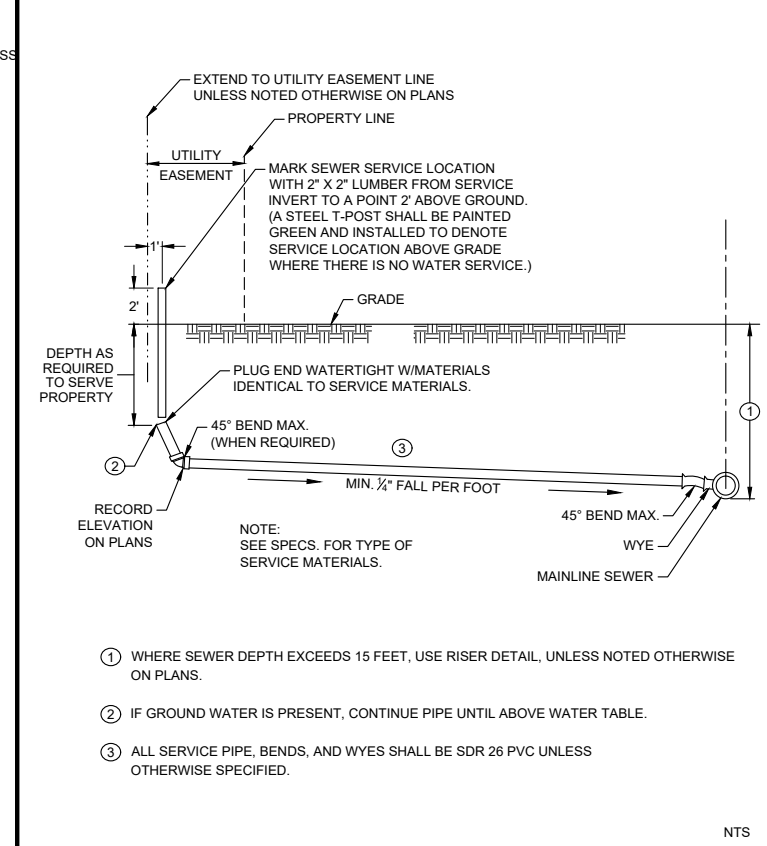 SS
EXTEND TO UTILITY EASEMENT LINE
UNLESS NOTED OTHERWISE ON PLANS
PROPERTY LINE
UTILITY
EASEMENT
MARK SEWER SERVICE LOCATION
WITH 2" X 2" LUMBER FROM SERVICE
INVERT TO A POINT 2' ABOVE GROUND.
(A STEEL T-POST SHALL BE PAINTED
GREEN AND INSTALLED TO DENOTE
SERVICE LOCATION ABOVE GRADE
WHERE THERE IS NO WATER SERVICE.)
1'
2'
GRADE
DEPTH AS
REQUIRED
TO SERVE
PROPERTY
PLUG END WATERTIGHT W/MATERIALS
IDENTICAL TO SERVICE MATERIALS.
1
45° BEND MAX.
(WHEN REQUIRED)
3
2
MIN. ¼" FALL PER FOOT
RECORD
ELEVATION
ON PLANS
NOTE:
SEE SPECS. FOR TYPE OF
SERVICE MATERIALS.
45° BEND MAX.
WYE
MAINLINE SEWER
1 WHERE SEWER DEPTH EXCEEDS 15 FEET, USE RISER DETAIL, UNLESS NOTED OTHERWISE
ON PLANS.
2 IF GROUND WATER IS PRESENT, CONTINUE PIPE UNTIL ABOVE WATER TABLE.
3 ALL SERVICE PIPE, BENDS, AND WYES SHALL BE SDR 26 PVC UNLESS
OTHERWISE SPECIFIED.
NTS